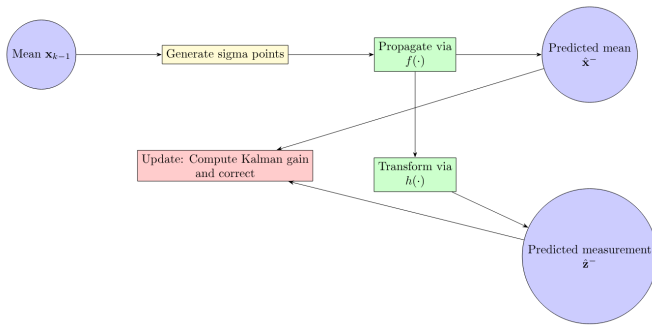 Mean x_{k−1}
Generate sigma points
Propagate via
f(·)
Predicted mean
x̂⁻
Update: Compute Kalman gain
and correct
Transform via
h(·)
Predicted measurement
ẑ⁻